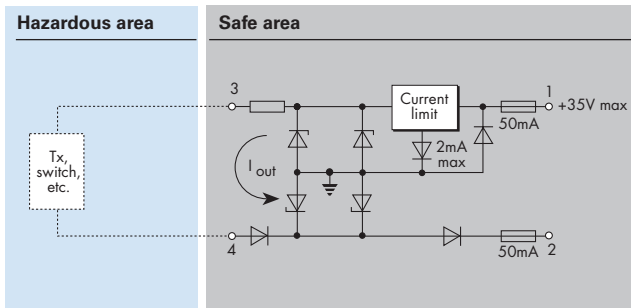 Hazardous area
Safe area
3
1
Current
limit
+35V max
50mA
2mA
max
Tx,
switch,
etc.
I out
4
50mA
2